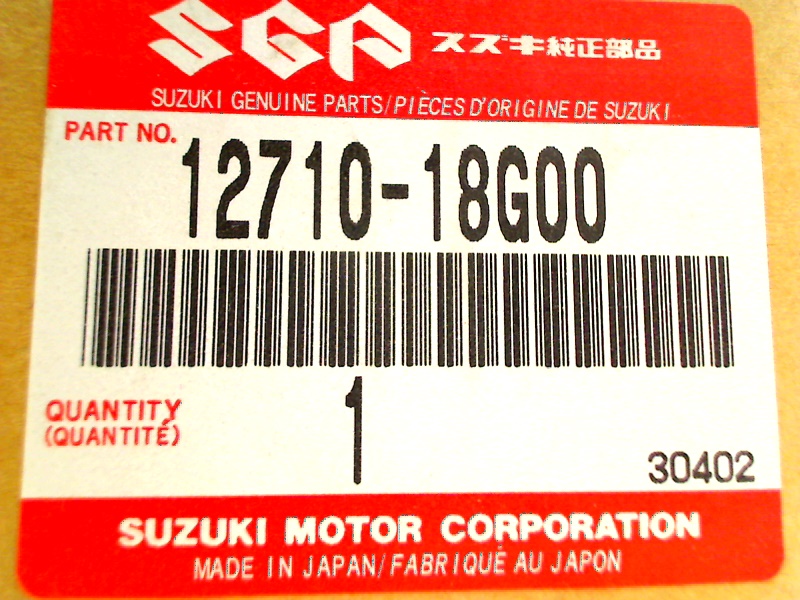 SGP スズキ純正部品
SUZUKI GENUINE PARTS/PIÈCES D'ORIGINE DE SUZUKI
PART NO. 12710-18G00
QUANTITY 1
(QUANTITÉ)
30402
SUZUKI MOTOR CORPORATION
MADE IN JAPAN/FABRIQUÉ AU JAPON